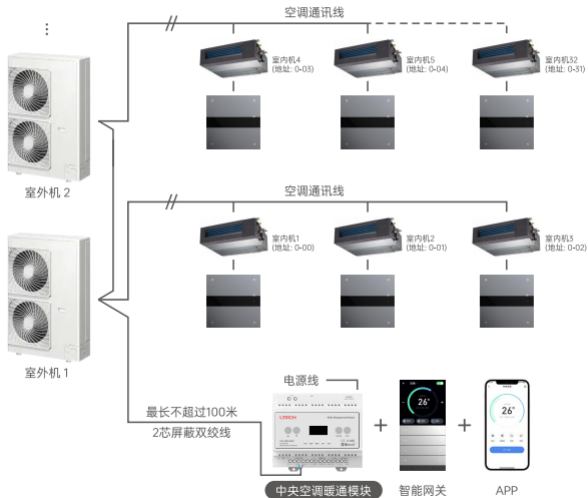 空调通讯线
室内机4
(地址: 0-03)
室内机5
(地址: 0-04)
室内机32
(地址: 0-31)
室外机 2
空调通讯线
室内机1
(地址: 0-00)
室内机2
(地址: 0-01)
室内机3
(地址: 0-02)
室外机 1
电源线
最长不超过100米
2芯屏蔽双绞线
26°
26°
中央空调暖通模块
智能网关
APP